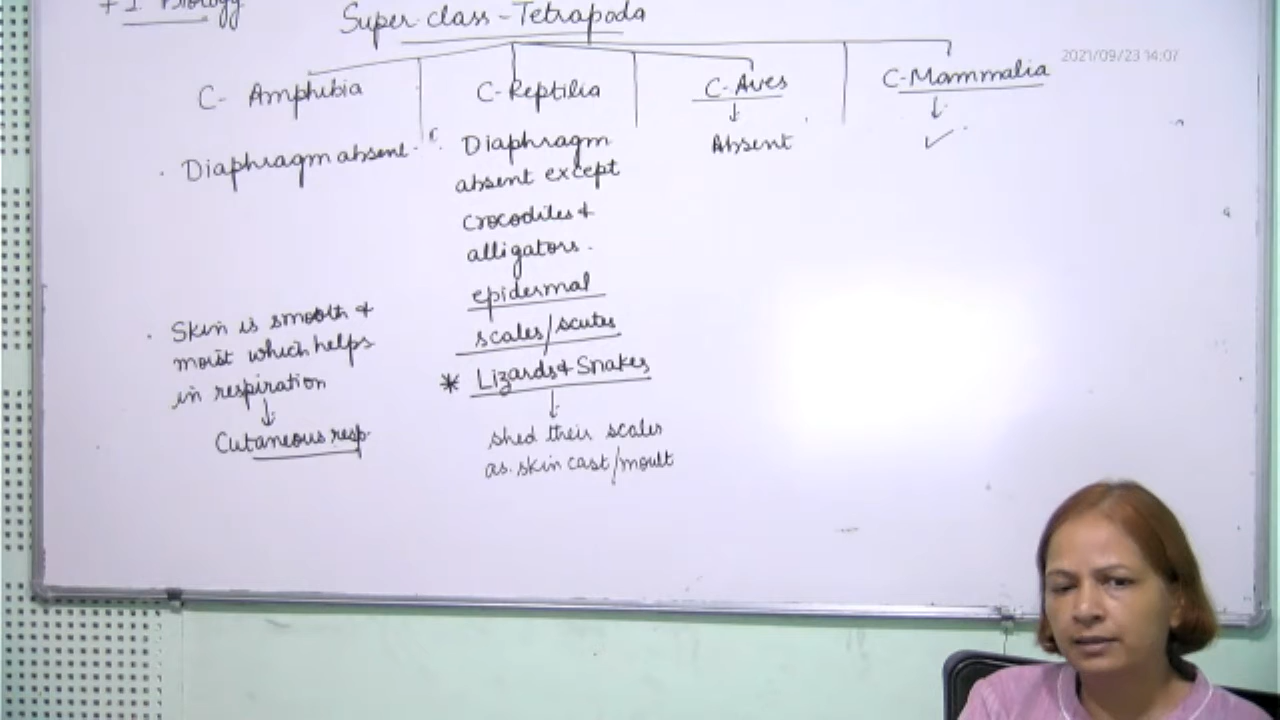 +1 Biology
Super class - Tetrapoda
2021/09/23 14:07
C- Amphibia
Diaphragm absent
Skin is smooth &
moist which helps
in respiration
↓
Cutaneous resp.
C-Reptilia
Diaphragm
absent except
crocodiles &
alligators.
epidermal
scales/scutes
* Lizards & Snakes
↓
shed their scales
as skin cast/moult
C-Aves
↓
Absent
C-Mammalia
↓
✓